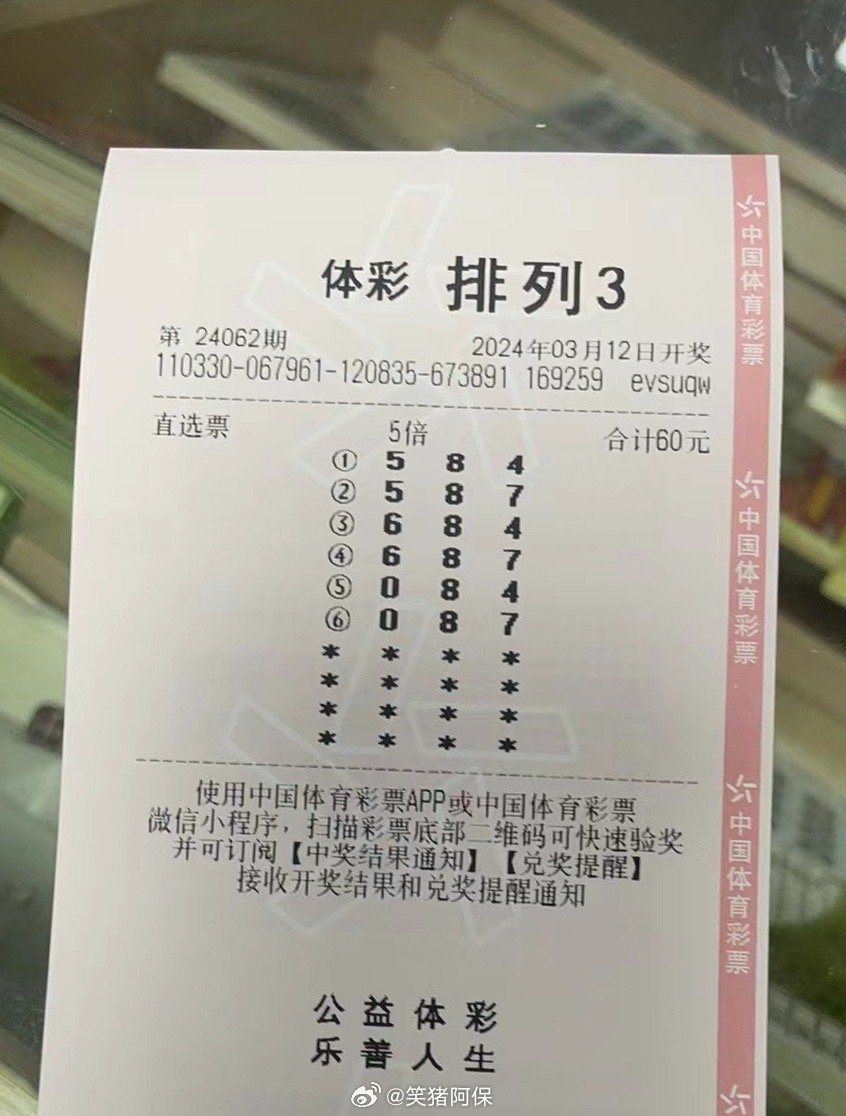 体彩 排列3
第 24062期 2024年03月12日开奖
110330-067961-120835-673891 169259 evsuqw
直选票 5倍 合计60元
① 5 8 4
② 5 8 7
③ 6 8 4
④ 6 8 7
⑤ 0 8 4
⑥ 0 8 7
* * * *
* * * *
* * * *
* * * *
使用中国体育彩票APP或中国体育彩票
微信小程序，扫描彩票底部二维码可快速验奖
并可订阅【中奖结果通知】【兑奖提醒】
接收开奖结果和兑奖提醒通知
公益体彩
乐善人生
中国体育彩票
中国体育彩票
中国体育彩票
@笑猪阿保